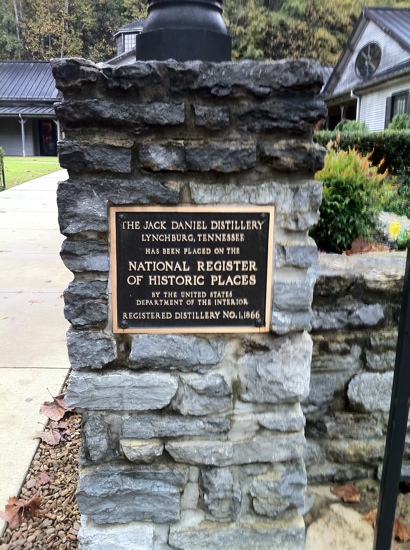 THE JACK DANIEL DISTILLERY
LYNCHBURG, TENNESSEE
HAS BEEN PLACED ON THE
NATIONAL REGISTER
OF HISTORIC PLACES
BY THE UNITED STATES
DEPARTMENT OF THE INTERIOR
REGISTERED DISTILLERY NO. 1, 1866